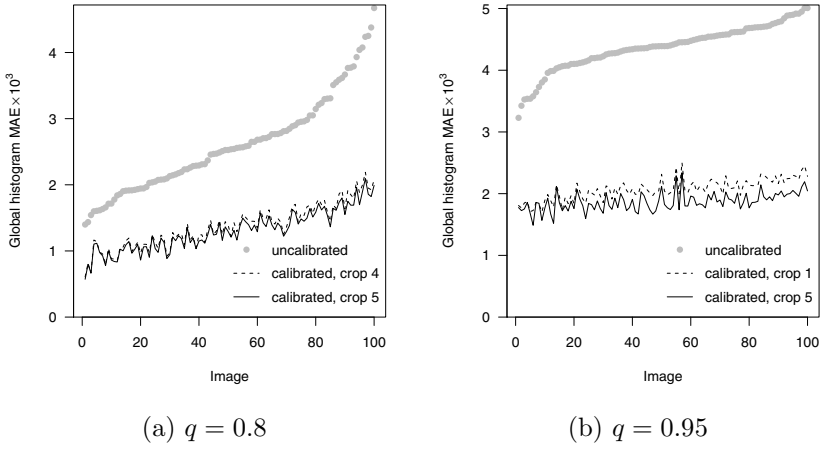 Global histogram MAE×10³
4
3
2
1
0
uncalibrated
calibrated, crop 4
calibrated, crop 5
0 20 40 60 80 100
Image
(a) q = 0.8
Global histogram MAE×10³
5
4
3
2
1
0
uncalibrated
calibrated, crop 1
calibrated, crop 5
0 20 40 60 80 100
Image
(b) q = 0.95